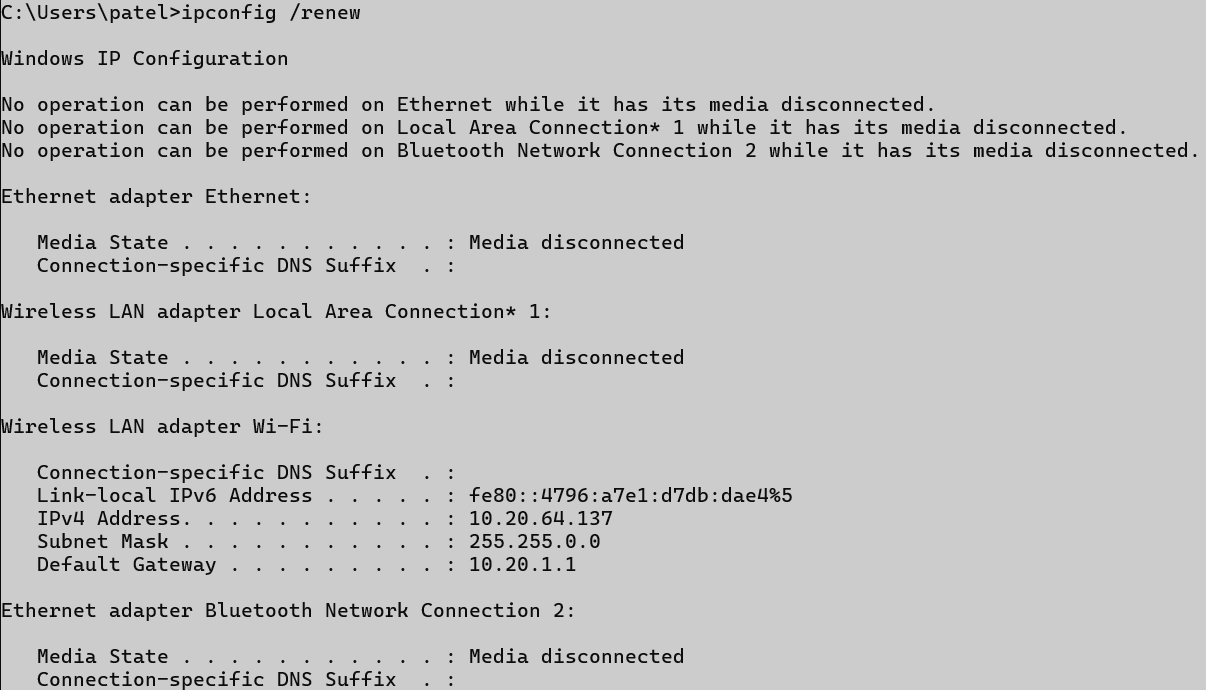 C:\Users\patel>ipconfig /renew
Windows IP Configuration
No operation can be performed on Ethernet while it has its media disconnected.
No operation can be performed on Local Area Connection* 1 while it has its media disconnected.
No operation can be performed on Bluetooth Network Connection 2 while it has its media disconnected.
Ethernet adapter Ethernet:
   Media State . . . . . . . . . . . : Media disconnected
   Connection-specific DNS Suffix  . :
Wireless LAN adapter Local Area Connection* 1:
   Media State . . . . . . . . . . . : Media disconnected
   Connection-specific DNS Suffix  . :
Wireless LAN adapter Wi-Fi:
   Connection-specific DNS Suffix  . :
   Link-local IPv6 Address . . . . . : fe80::4796:a7e1:d7db:dae4%5
   IPv4 Address. . . . . . . . . . . : 10.20.64.137
   Subnet Mask . . . . . . . . . . . : 255.255.0.0
   Default Gateway . . . . . . . . . : 10.20.1.1
Ethernet adapter Bluetooth Network Connection 2:
   Media State . . . . . . . . . . . : Media disconnected
   Connection-specific DNS Suffix  . :